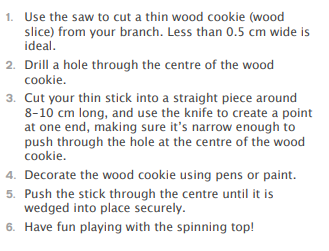 1. Use the saw to cut a thin wood cookie (wood
slice) from your branch. Less than 0.5 cm wide is
ideal.
2. Drill a hole through the centre of the wood
cookie.
3. Cut your thin stick into a straight piece around
8–10 cm long, and use the knife to create a point
at one end, making sure it's narrow enough to
push through the hole at the centre of the wood
cookie.
4. Decorate the wood cookie using pens or paint.
5. Push the stick through the centre until it is
wedged into place securely.
6. Have fun playing with the spinning top!